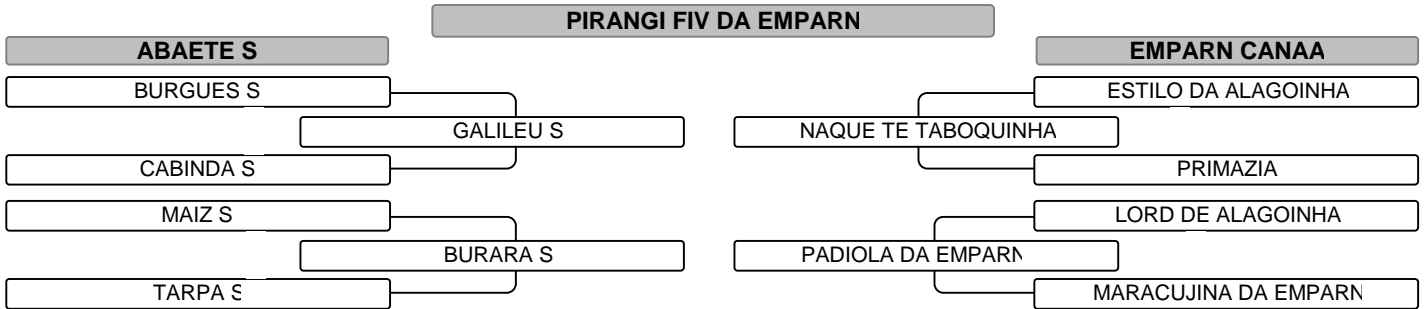 PIRANGI FIV DA EMPARN
ABAETE S
EMPARN CANAA
BURGUES S
ESTILO DA ALAGOINHA
GALILEU S
NAQUE TE TABOQUINHA
CABINDA S
PRIMAZIA
MAIZ S
LORD DE ALAGOINHA
BURARA S
PADIOLA DA EMPARN
TARPA S
MARACUJINA DA EMPARN